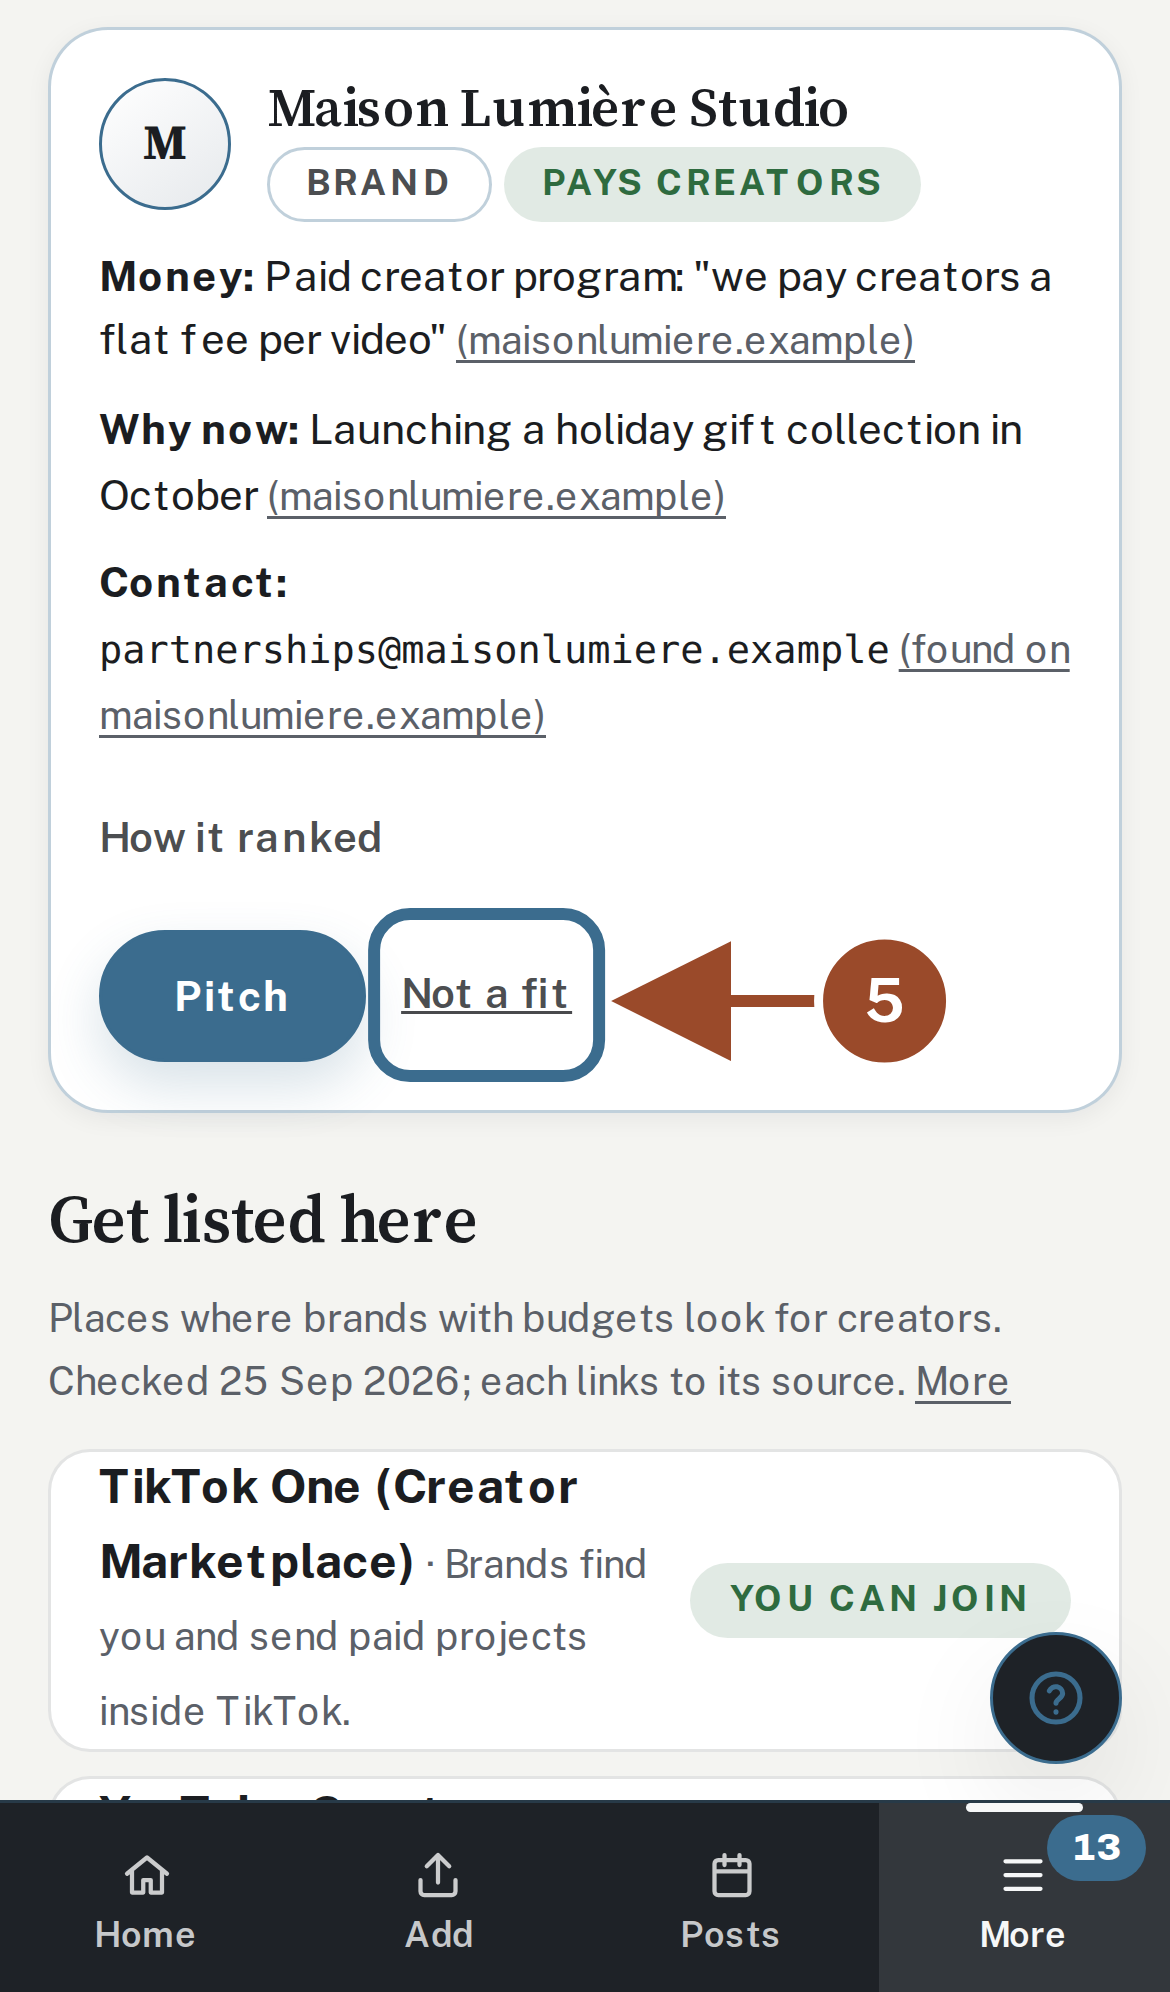 M
Maison Lumière Studio
BRAND
PAYS CREATORS
Money: Paid creator program: "we pay creators a
flat fee per video" (maisonlumiere.example)
Why now: Launching a holiday gift collection in
October (maisonlumiere.example)
Contact:
partnerships@maisonlumiere.example (found on
maisonlumiere.example)
How it ranked
Pitch
Not a fit
5
Get listed here
Places where brands with budgets look for creators.
Checked 25 Sep 2026; each links to its source. More
TikTok One (Creator
Marketplace) · Brands find
you and send paid projects
inside TikTok.
YOU CAN JOIN
13
Home
Add
Posts
More